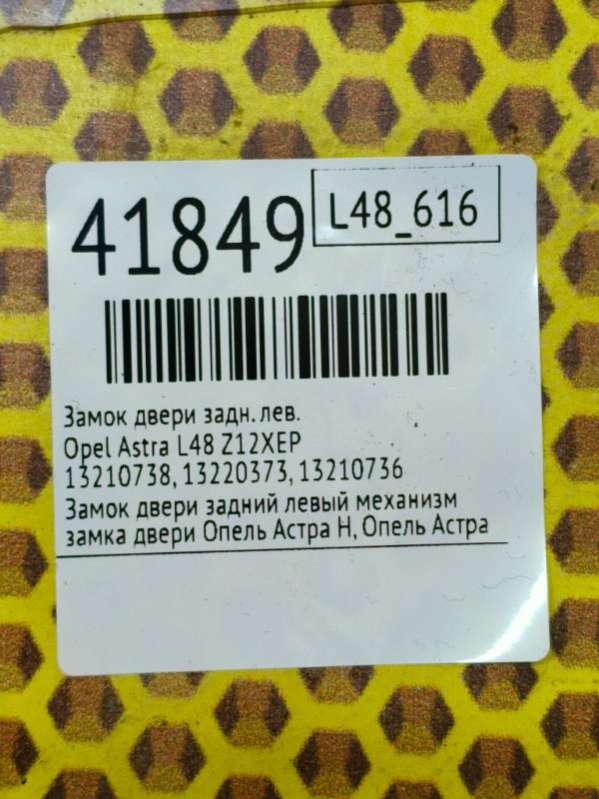 41849
L48_616
Замок двери задн. лев.
Opel Astra L48 Z12XEP
13210738, 13220373, 13210736
Замок двери задний левый механизм
замка двери Опель Астра Н, Опель Астра